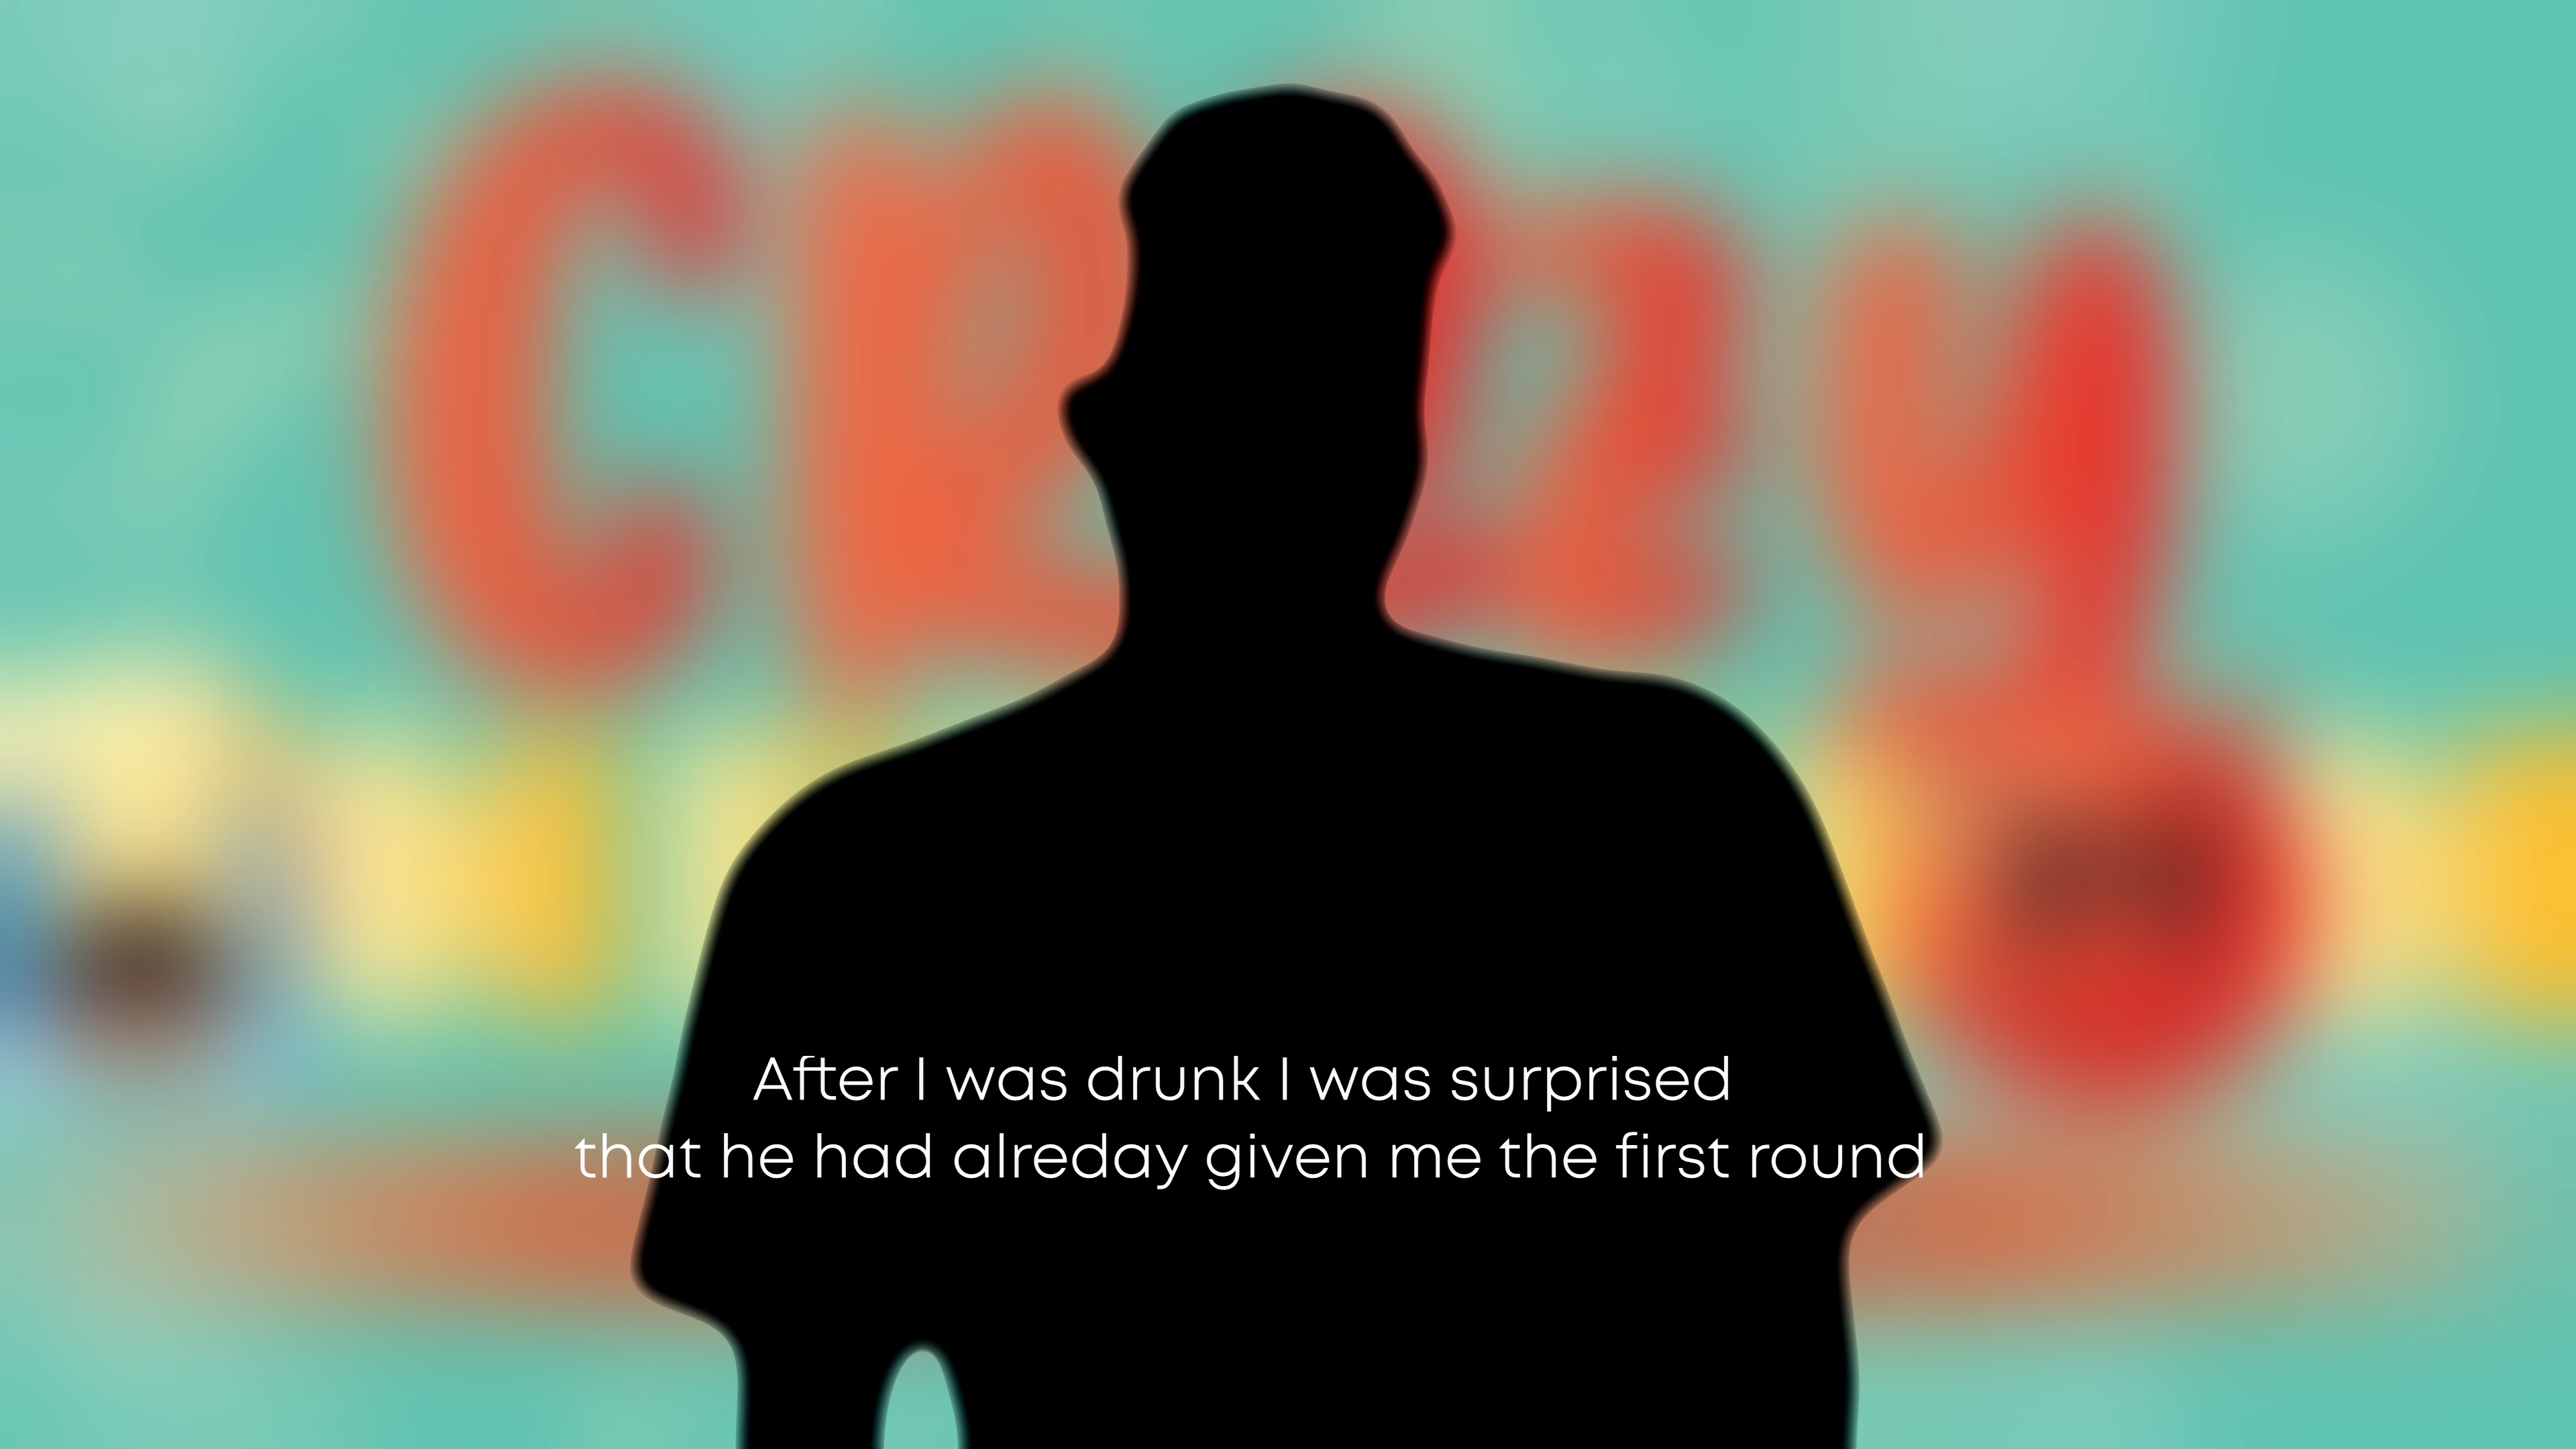 After I was drunk I was surprised
that he had alreday given me the first round